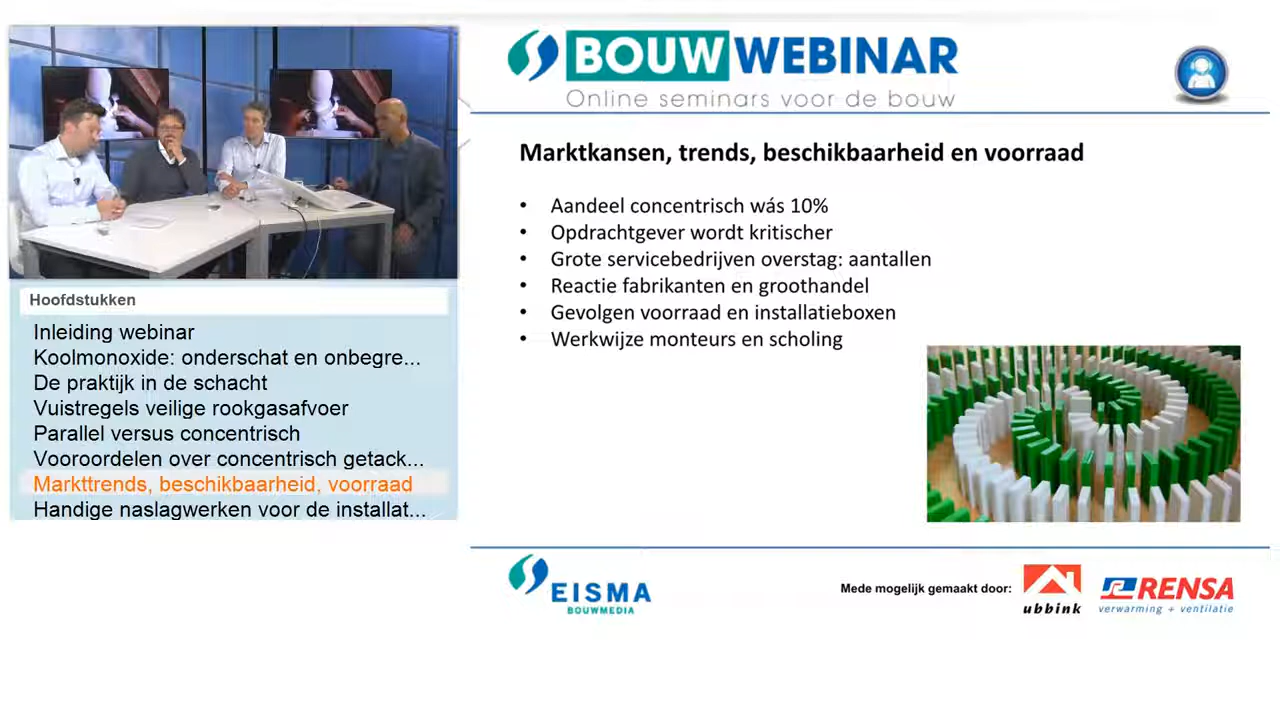 BOUW WEBINAR
Online seminars voor de bouw
Marktkansen, trends, beschikbaarheid en voorraad
• Aandeel concentrisch wás 10%
• Opdrachtgever wordt kritischer
• Grote servicebedrijven overstag: aantallen
• Reactie fabrikanten en groothandel
• Gevolgen voorraad en installatieboxen
• Werkwijze monteurs en scholing
Hoofdstukken
Inleiding webinar
Koolmonoxide: onderschat en onbegre...
De praktijk in de schacht
Vuistregels veilige rookgasafvoer
Parallel versus concentrisch
Vooroordelen over concentrisch getack...
Markttrends, beschikbaarheid, voorraad
Handige naslagwerken voor de installat...
EISMA
BOUWMEDIA
Mede mogelijk gemaakt door:
ubbink
RENSA
verwarming + ventilatie